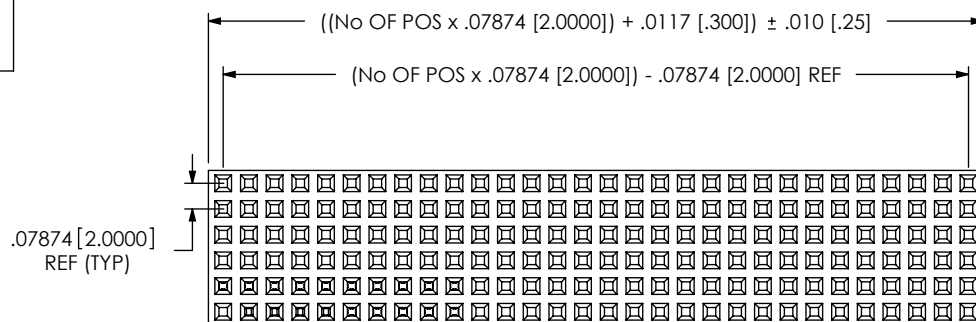 ((No OF POS x .07874 [2.0000]) + .0117 [.300]) ± .010 [.25]
(No OF POS x .07874 [2.0000]) - .07874 [2.0000] REF
.07874 [2.0000]
REF (TYP)